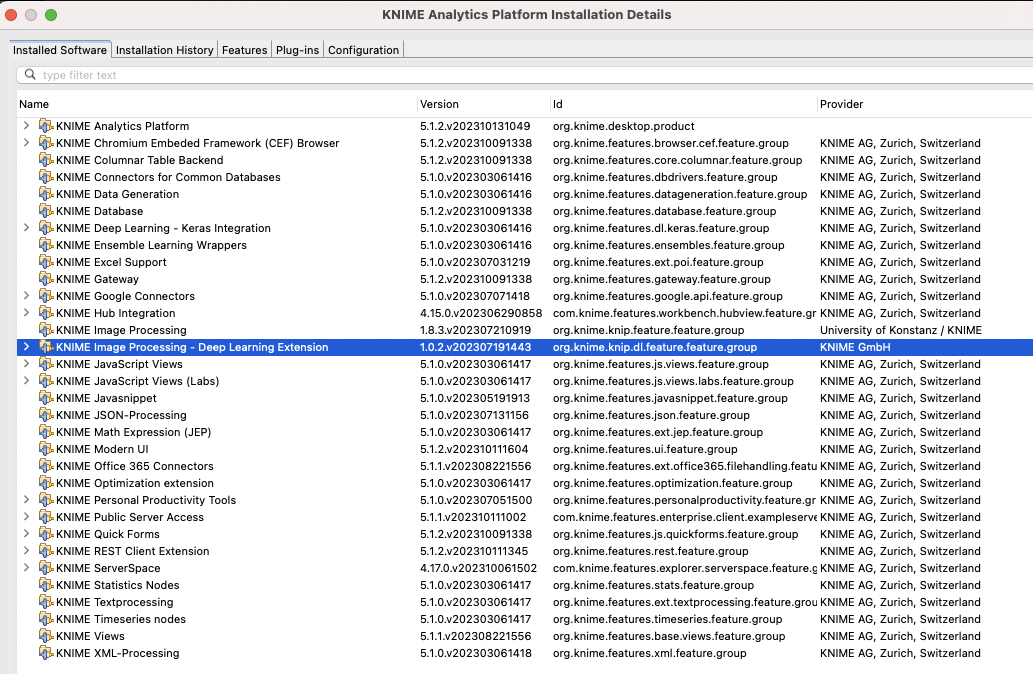 KNIME Analytics Platform Installation Details
Installed Software Installation History Features Plug-ins Configuration
type filter text
Name Version Id Provider
KNIME Analytics Platform 5.1.2.v202310131049 org.knime.desktop.product
KNIME Chromium Embeded Framework (CEF) Browser 5.1.2.v202310091338 org.knime.features.browser.cef.feature.group KNIME AG, Zurich, Switzerland
KNIME Columnar Table Backend 5.1.2.v202310091338 org.knime.features.core.columnar.feature.group KNIME AG, Zurich, Switzerland
KNIME Connectors for Common Databases 5.1.0.v202303061416 org.knime.features.dbdrivers.feature.group KNIME AG, Zurich, Switzerland
KNIME Data Generation 5.1.0.v202303061416 org.knime.features.datageneration.feature.group KNIME AG, Zurich, Switzerland
KNIME Database 5.1.2.v202310091338 org.knime.features.database.feature.group KNIME AG, Zurich, Switzerland
KNIME Deep Learning - Keras Integration 5.1.0.v202303061416 org.knime.features.dl.keras.feature.group KNIME AG, Zurich, Switzerland
KNIME Ensemble Learning Wrappers 5.1.0.v202303061416 org.knime.features.ensembles.feature.group KNIME AG, Zurich, Switzerland
KNIME Excel Support 5.1.0.v202307031219 org.knime.features.ext.poi.feature.group KNIME AG, Zurich, Switzerland
KNIME Gateway 5.1.2.v202310091338 org.knime.features.gateway.feature.group KNIME AG, Zurich, Switzerland
KNIME Google Connectors 5.1.0.v202307071418 org.knime.features.google.api.feature.group KNIME AG, Zurich, Switzerland
KNIME Hub Integration 4.15.0.v202306290858 com.knime.features.workbench.hubview.feature.gr KNIME AG, Zurich, Switzerland
KNIME Image Processing 1.8.3.v202307210919 org.knime.knip.feature.feature.group University of Konstanz / KNIME
KNIME Image Processing - Deep Learning Extension 1.0.2.v202307191443 org.knime.knip.dl.feature.feature.group KNIME GmbH
KNIME JavaScript Views 5.1.0.v202303061417 org.knime.features.js.views.feature.group KNIME AG, Zurich, Switzerland
KNIME JavaScript Views (Labs) 5.1.0.v202303061417 org.knime.features.js.views.labs.feature.group KNIME AG, Zurich, Switzerland
KNIME Javasnippet 5.1.0.v202305191913 org.knime.features.javasnippet.feature.group KNIME AG, Zurich, Switzerland
KNIME JSON-Processing 5.1.0.v202307131156 org.knime.features.json.feature.group KNIME AG, Zurich, Switzerland
KNIME Math Expression (JEP) 5.1.0.v202303061417 org.knime.features.ext.jep.feature.group KNIME AG, Zurich, Switzerland
KNIME Modern UI 5.1.2.v202310111604 org.knime.features.ui.feature.group KNIME AG, Zurich, Switzerland
KNIME Office 365 Connectors 5.1.1.v202308221556 org.knime.features.ext.office365.filehandling.featu KNIME AG, Zurich, Switzerland
KNIME Optimization extension 5.1.0.v202303061417 org.knime.features.optimization.feature.group KNIME AG, Zurich, Switzerland
KNIME Personal Productivity Tools 5.1.0.v202307051500 org.knime.features.personalproductivity.feature.gr KNIME AG, Zurich, Switzerland
KNIME Public Server Access 5.1.1.v202310111002 com.knime.features.enterprise.client.exampleserve KNIME AG, Zurich, Switzerland
KNIME Quick Forms 5.1.2.v202310091338 org.knime.features.js.quickforms.feature.group KNIME AG, Zurich, Switzerland
KNIME REST Client Extension 5.1.2.v202310111345 org.knime.features.rest.feature.group KNIME AG, Zurich, Switzerland
KNIME ServerSpace 4.17.0.v202310061502 com.knime.features.explorer.serverspace.feature.g KNIME AG, Zurich, Switzerland
KNIME Statistics Nodes 5.1.0.v202303061417 org.knime.features.stats.feature.group KNIME AG, Zurich, Switzerland
KNIME Textprocessing 5.1.0.v202303061417 org.knime.features.ext.textprocessing.feature.grou KNIME AG, Zurich, Switzerland
KNIME Timeseries nodes 5.1.0.v202303061417 org.knime.features.timeseries.feature.group KNIME AG, Zurich, Switzerland
KNIME Views 5.1.1.v202308221556 org.knime.features.base.views.feature.group KNIME AG, Zurich, Switzerland
KNIME XML-Processing 5.1.0.v202303061418 org.knime.features.xml.feature.group KNIME AG, Zurich, Switzerland